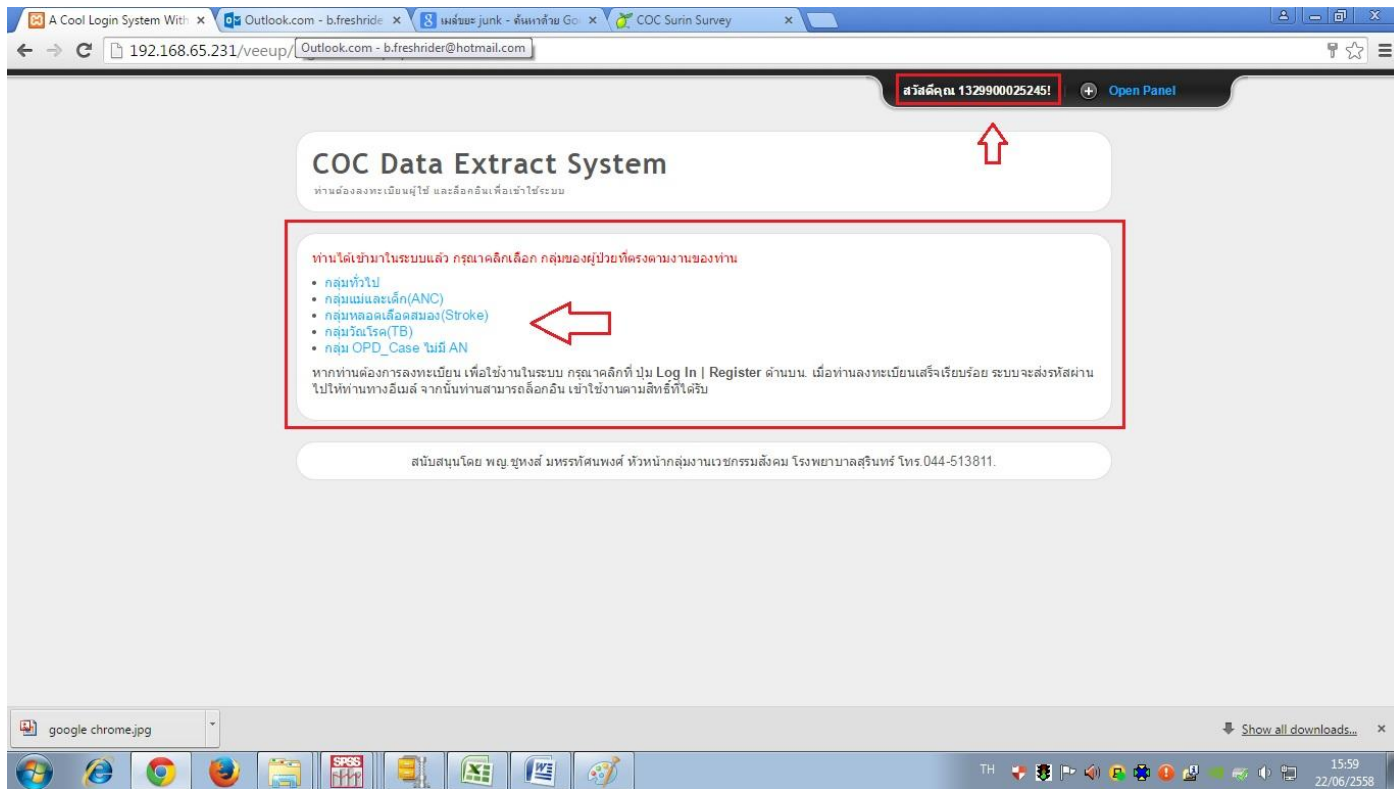 A Cool Login System With
Outlook.com - b.freshride
เมล์ขยะ junk - ค้นหาด้วย Go
COC Surin Survey
192.168.65.231/veeup/
Outlook.com - b.freshrider@hotmail.com
สวัสดีคุณ 1329900025245!
Open Panel
COC Data Extract System
ท่านต้องลงทะเบียนผู้ใช้ และล็อกอินเพื่อเข้าใช้ระบบ
ท่านได้เข้ามาในระบบแล้ว กรุณาคลิกเลือก กลุ่มของผู้ป่วยที่ตรงตามงานของท่าน
• กลุ่มทั่วไป
• กลุ่มแม่และเด็ก(ANC)
• กลุ่มหลอดเลือดสมอง(Stroke)
• กลุ่มวัณโรค(TB)
• กลุ่ม OPD_Case ไม่มี AN
หากท่านต้องการลงทะเบียน เพื่อใช้งานในระบบ กรุณาคลิกที่ ปุ่ม Log In | Register ด้านบน. เมื่อท่านลงทะเบียนเสร็จเรียบร้อย ระบบจะส่งรหัสผ่าน
ไปให้ท่านทางอีเมล์ จากนั้นท่านสามารถล็อกอิน เข้าใช้งานตามสิทธิ์ที่ได้รับ
สนับสนุนโดย พญ.ชุหงส์ มหรรทัศนพงศ์ หัวหน้ากลุ่มงานเวชกรรมสังคม โรงพยาบาลสุรินทร์ โทร.044-513811.
google chrome.jpg
Show all downloads...
SPSS
TH
15:59
22/06/2558